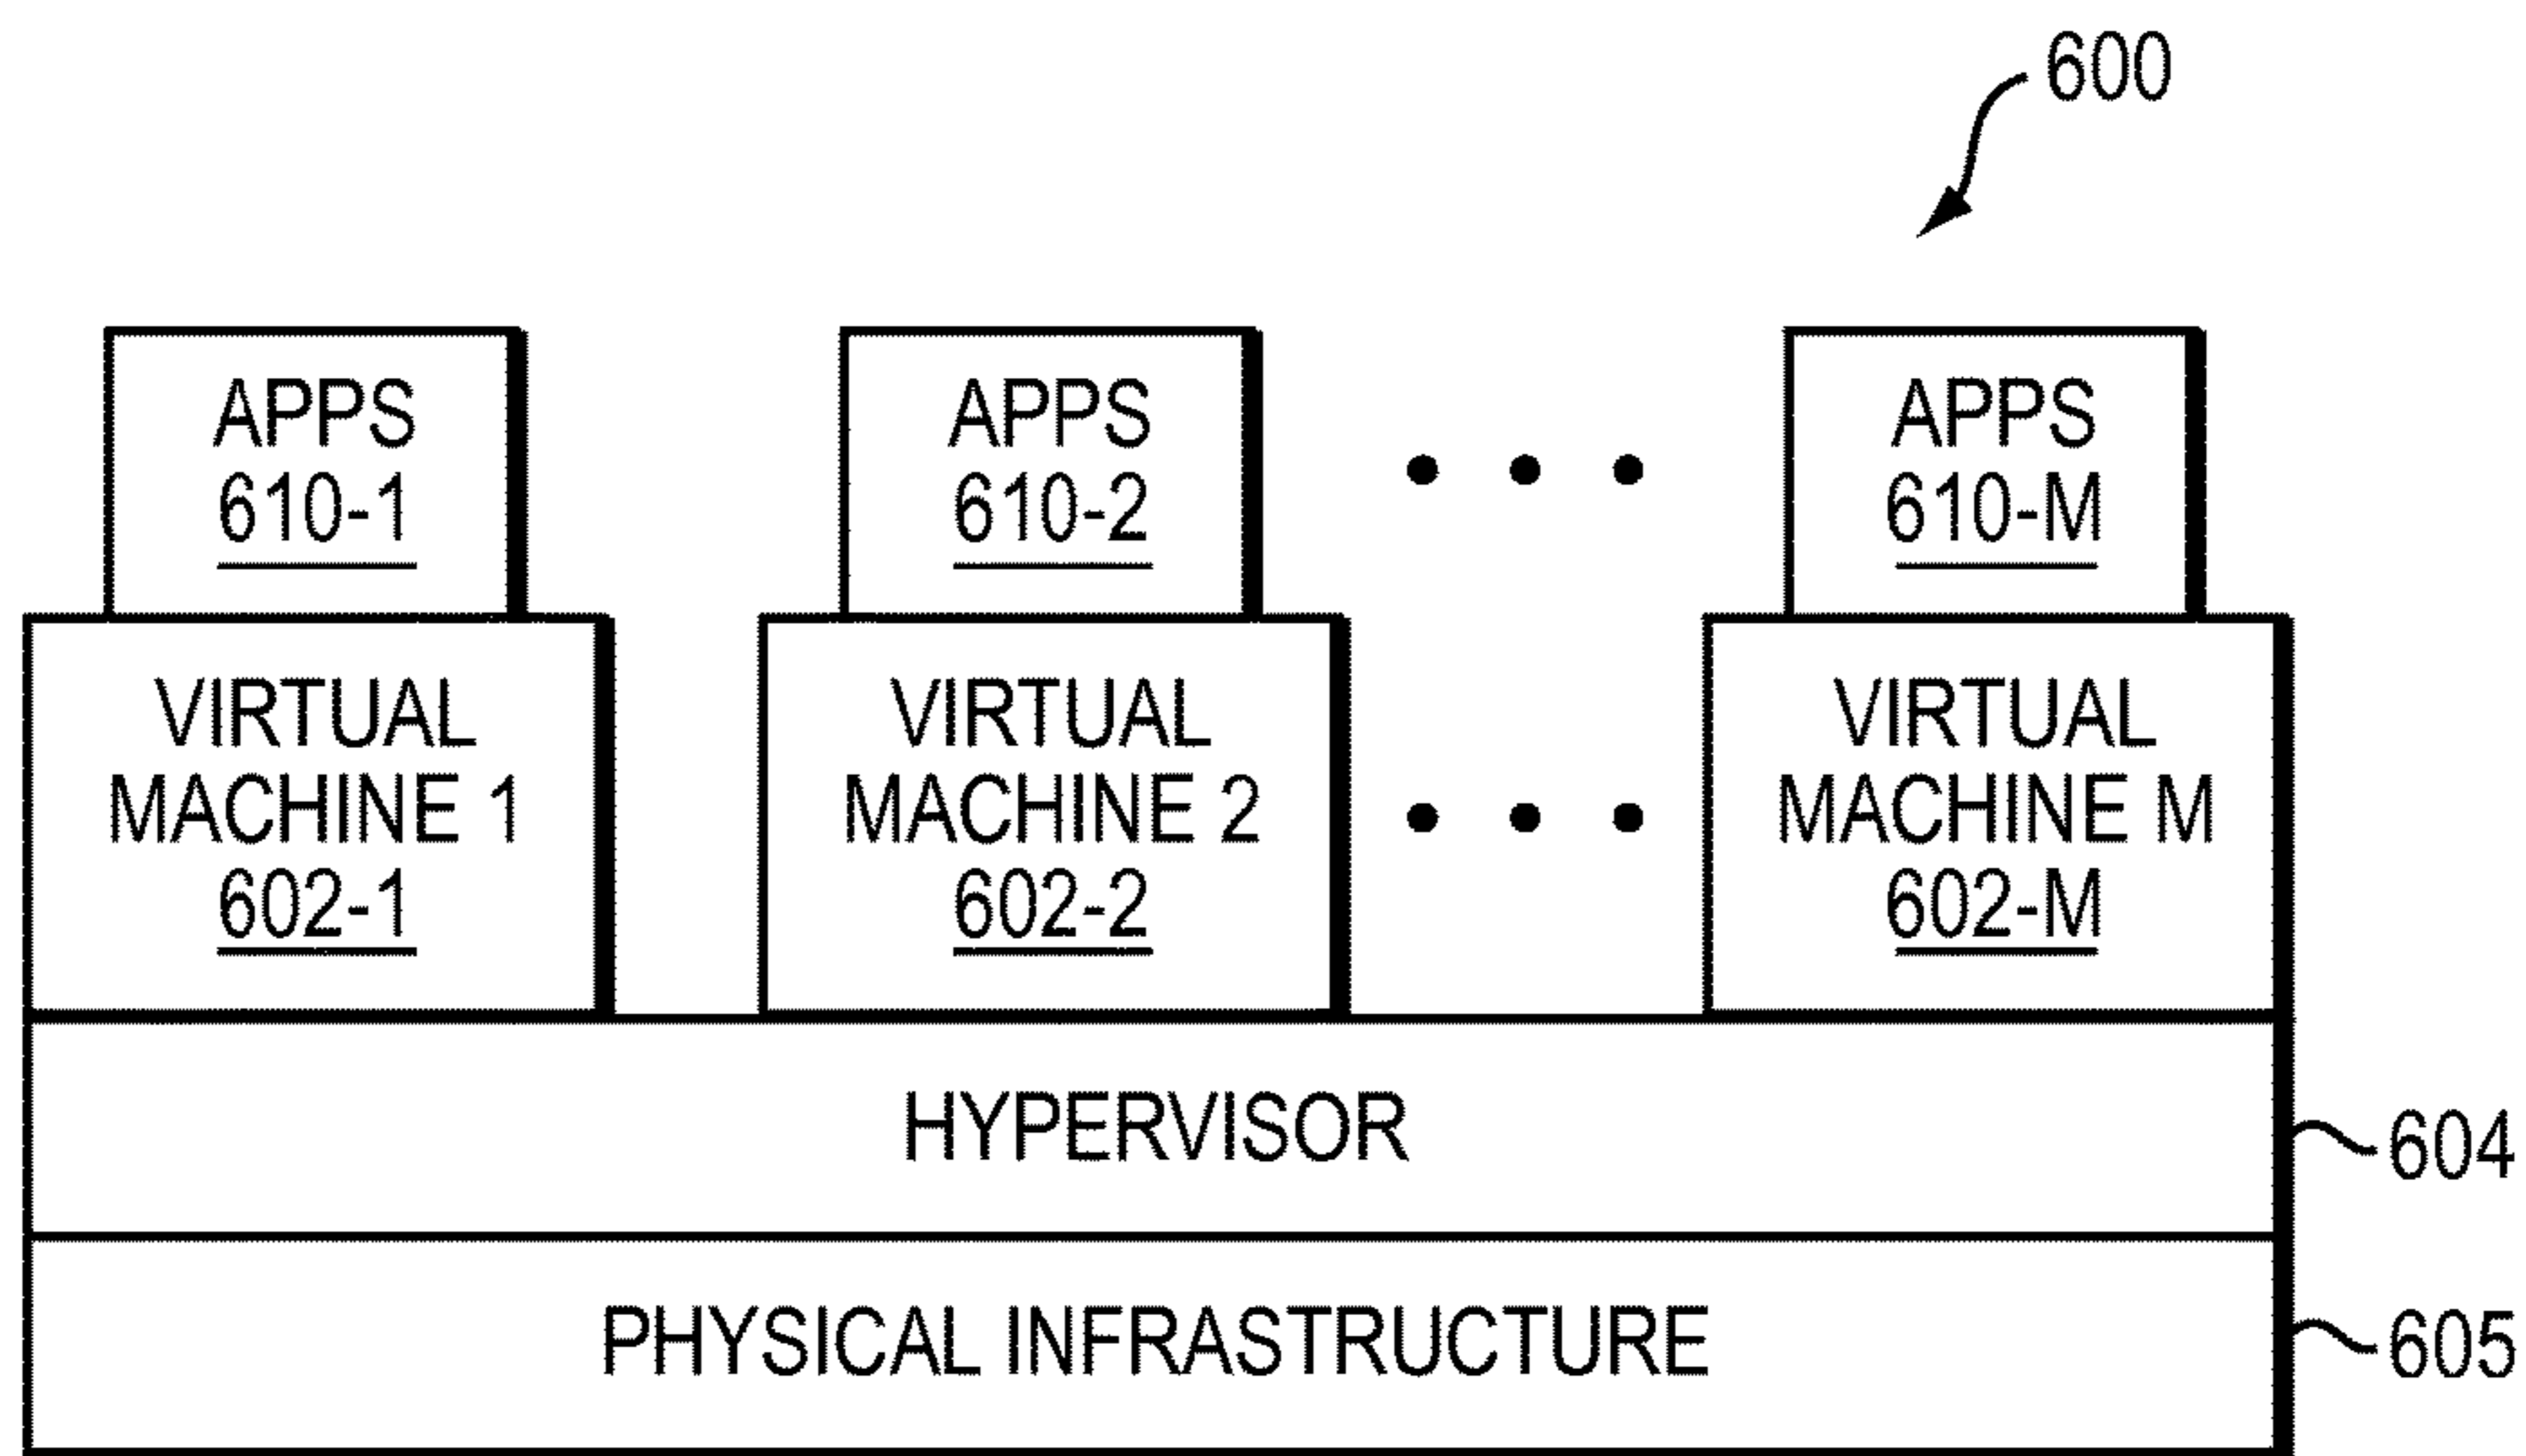 600
APPS
610-1
APPS
610-2
APPS
610-M
VIRTUAL
MACHINE 1
602-1
VIRTUAL
MACHINE 2
602-2
VIRTUAL
MACHINE M
602-M
HYPERVISOR
604
PHYSICAL INFRASTRUCTURE
605